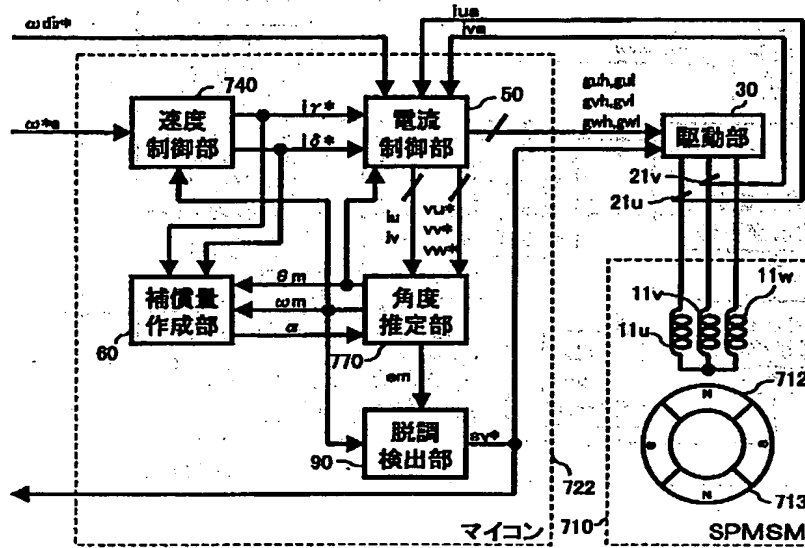 ωdir*
iua
iva
740
50
速度
制御部
iγ*
iδ*
電流
制御部
guh,gul
gvh,gvl
gwh,gwl
30
駆動部
21v
21u
iu
iv
vu*
vv*
vw*
θm
ωm
α
補償量
作成部
60
角度
推定部
770
em
11w
11v
11u
脱調
検出部
90
sv*
722
712
N
S
S
N
713
マイコン
710
SPMSM